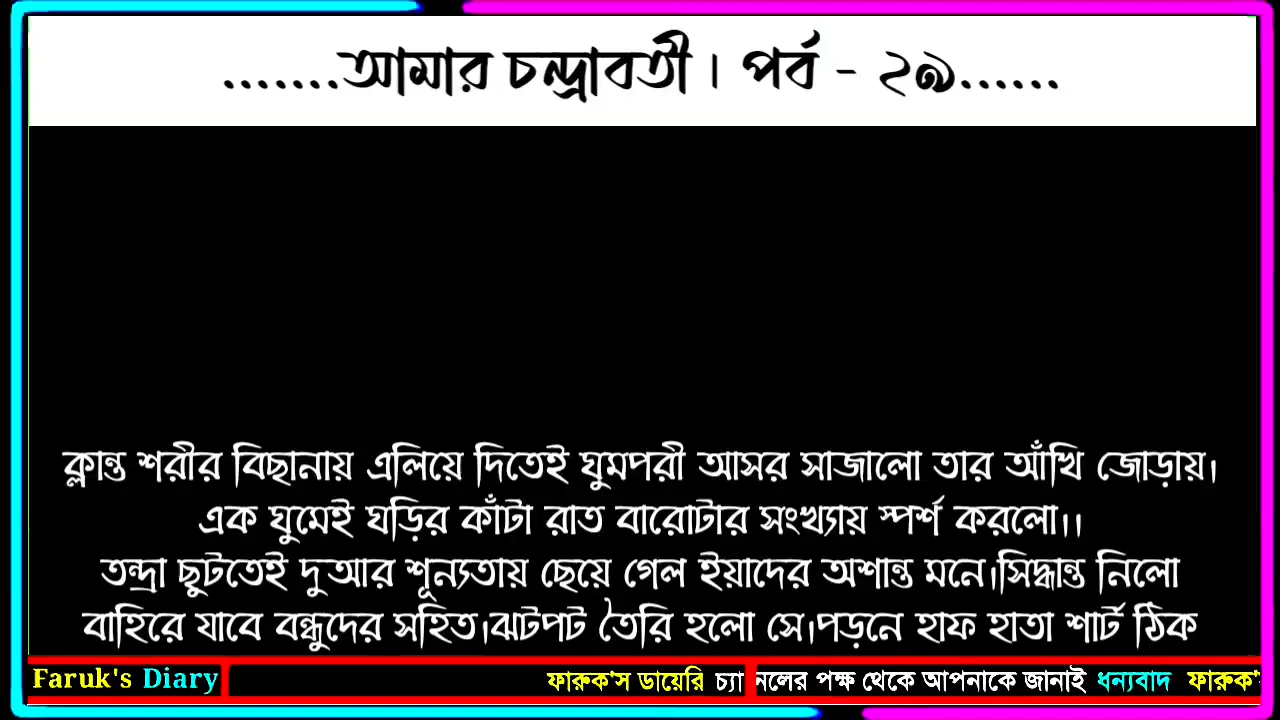 .......আমার চন্দ্রাবতী। পর্ব - ২৯......
ক্লান্ত শরীর বিছানায় এলিয়ে দিতেই ঘুমপরী আসর সাজালো তার আঁখি জোড়ায়।
এক ঘুমেই ঘড়ির কাঁটা রাত বারোটার সংখ্যায় স্পর্শ করলো।।
তন্দ্রা ছুটতেই দুআর শূন্যতায় ছেয়ে গেল ইয়াদের অশান্ত মনে।সিদ্ধান্ত নিলো
বাহিরে যাবে বন্ধুদের সহিত।ঝটপট তৈরি হলো সে।পড়নে হাফ হাতা শার্ট ঠিক
Faruk's Diary ফারুক'স ডায়েরি চ্যা নলের পক্ষ থেকে আপনাকে জানাই ধন্যবাদ ফারুক'